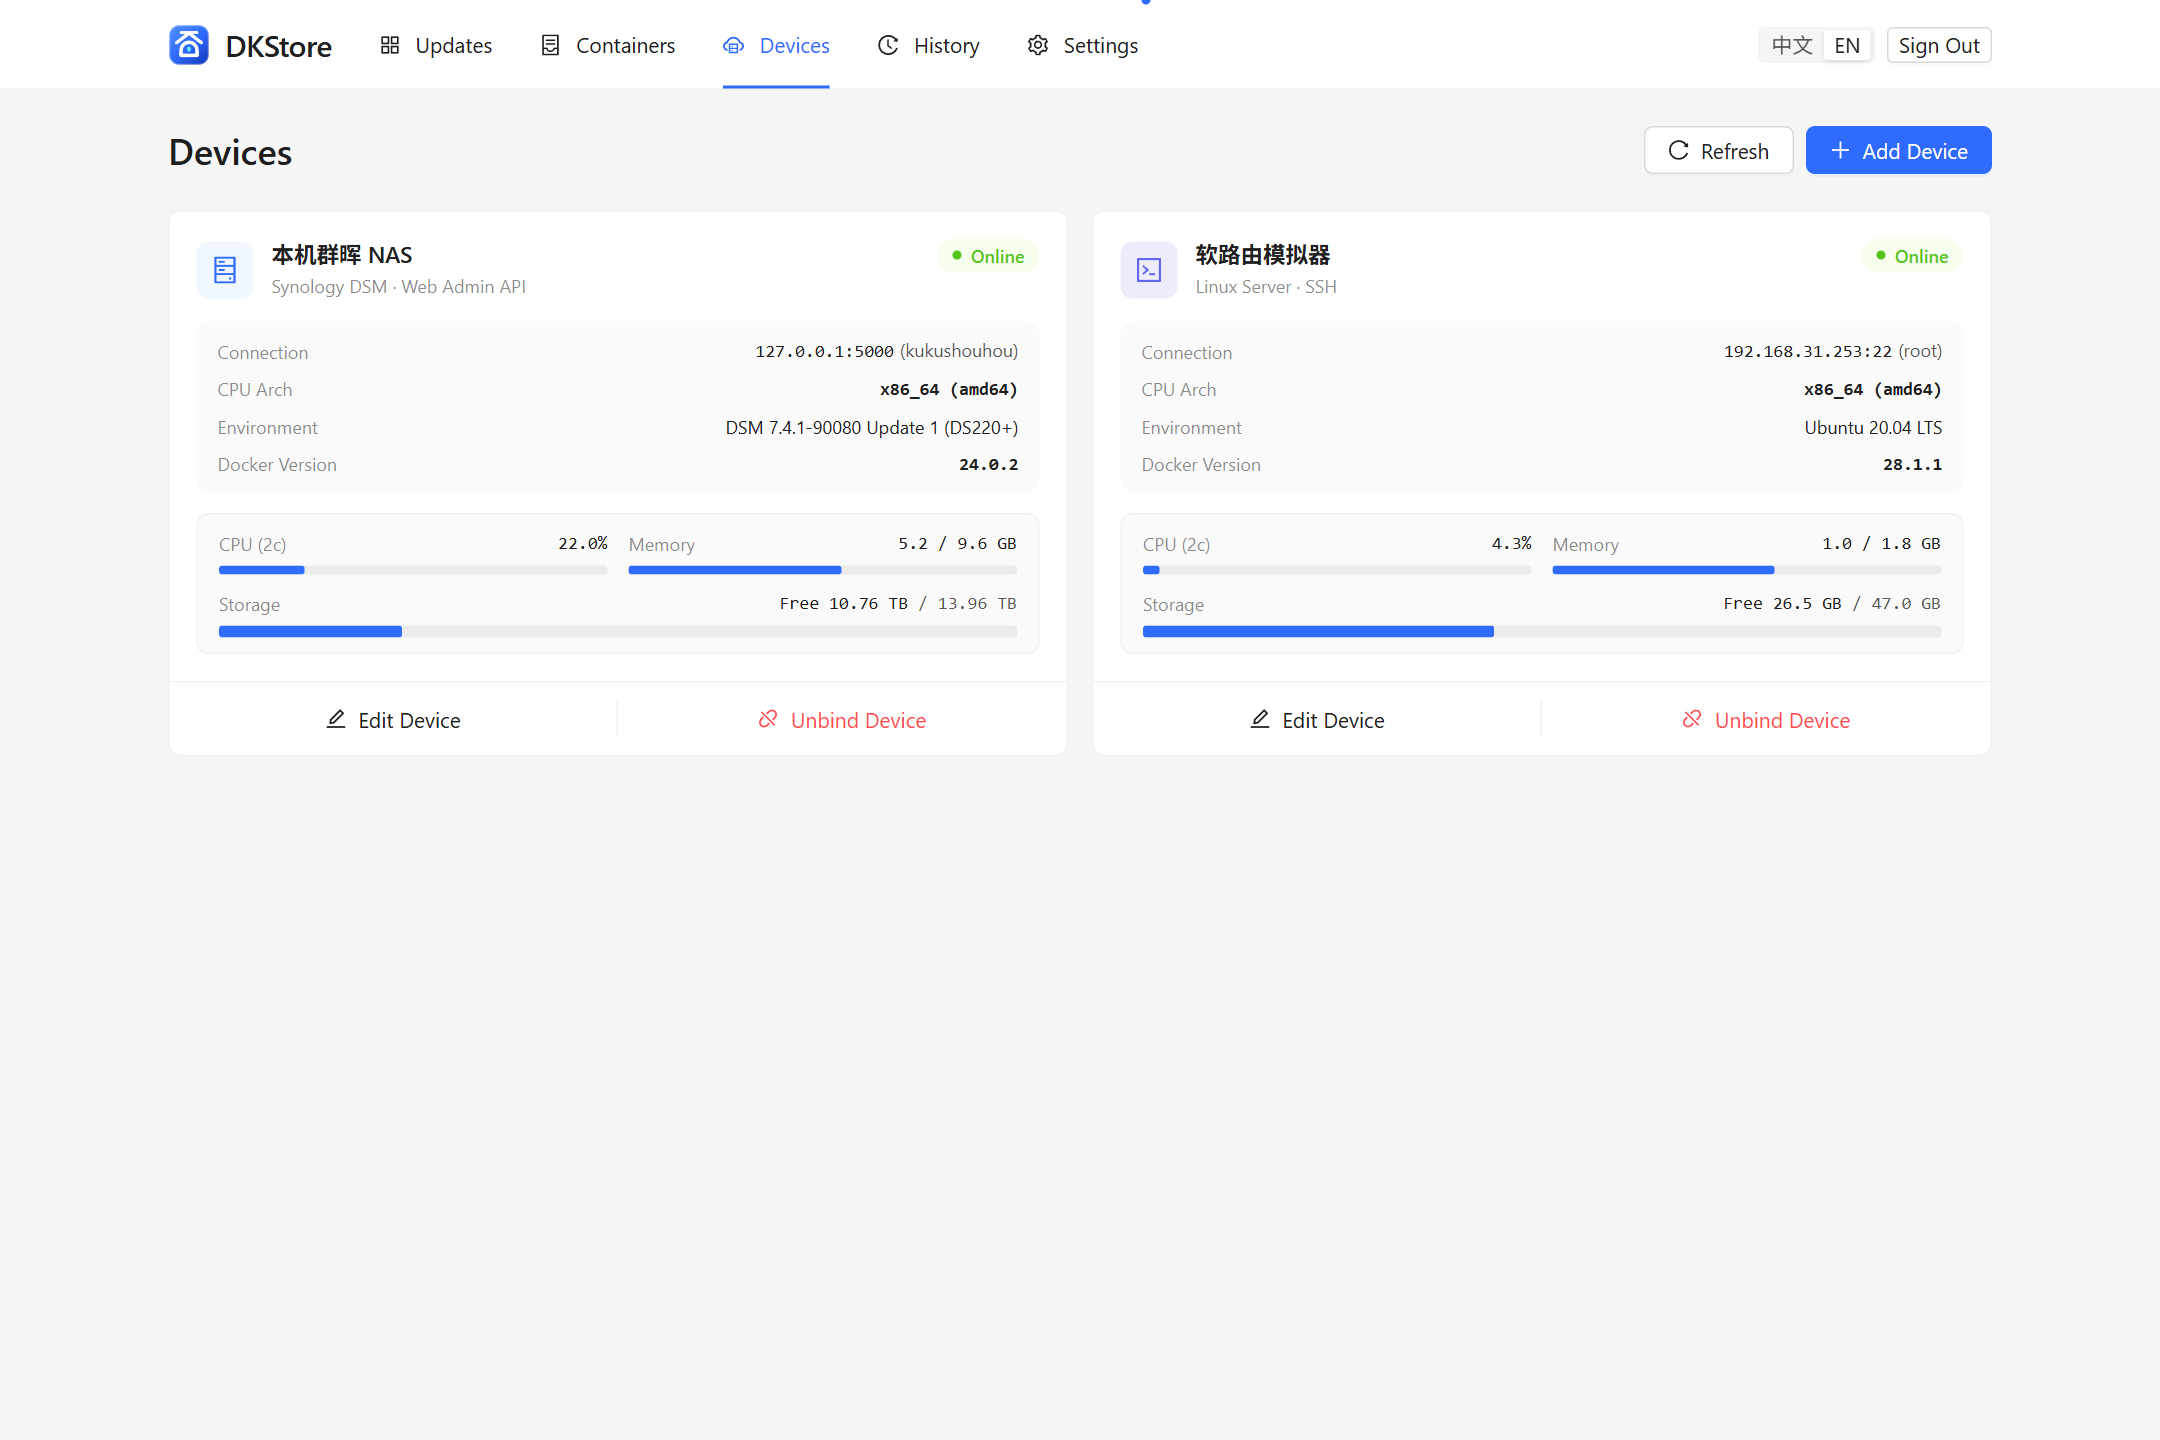 DKStore
Updates
Containers
Devices
History
Settings
中文
EN
Sign Out
Devices
Refresh
Add Device
本机群晖 NAS
Synology DSM · Web Admin API
Online
Connection
127.0.0.1:5000 (kukushouhou)
CPU Arch
x86_64 (amd64)
Environment
DSM 7.4.1-90080 Update 1 (DS220+)
Docker Version
24.0.2
CPU (2c)
22.0%
Memory
5.2 / 9.6 GB
Storage
Free 10.76 TB / 13.96 TB
Edit Device
Unbind Device
软路由模拟器
Linux Server · SSH
Online
Connection
192.168.31.253:22 (root)
CPU Arch
x86_64 (amd64)
Environment
Ubuntu 20.04 LTS
Docker Version
28.1.1
CPU (2c)
4.3%
Memory
1.0 / 1.8 GB
Storage
Free 26.5 GB / 47.0 GB
Edit Device
Unbind Device